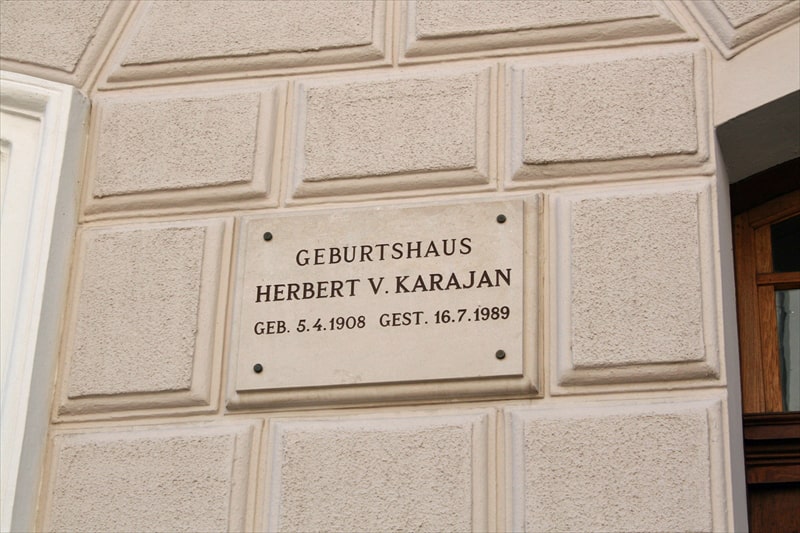 GEBURTSHAUS
HERBERT V. KARAJAN
GEB. 5.4.1908 GEST. 16.7.1989